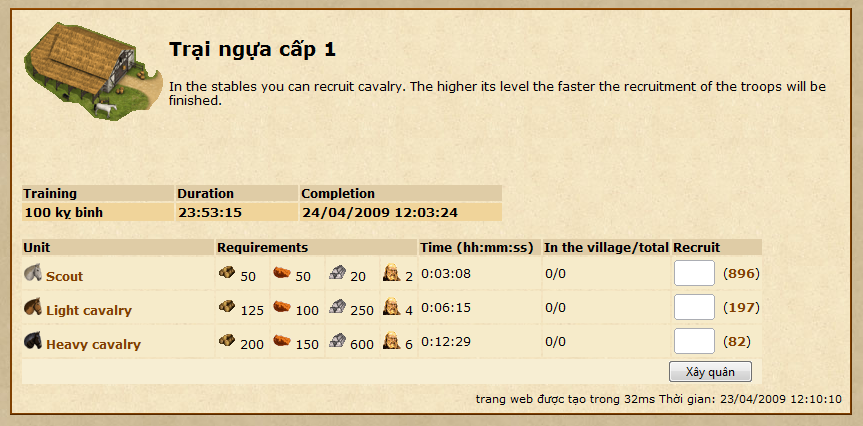 Trại ngựa cấp 1
In the stables you can recruit cavalry. The higher its level the faster the recruitment of the troops will be
finished.
Training Duration Completion
100 kỵ binh 23:53:15 24/04/2009 12:03:24
Unit Requirements Time (hh:mm:ss) In the village/total Recruit
Scout 50 50 20 2 0:03:08 0/0 (896)
Light cavalry 125 100 250 4 0:06:15 0/0 (197)
Heavy cavalry 200 150 600 6 0:12:29 0/0 (82)
Xây quân
trang web được tạo trong 32ms Thời gian: 23/04/2009 12:10:10